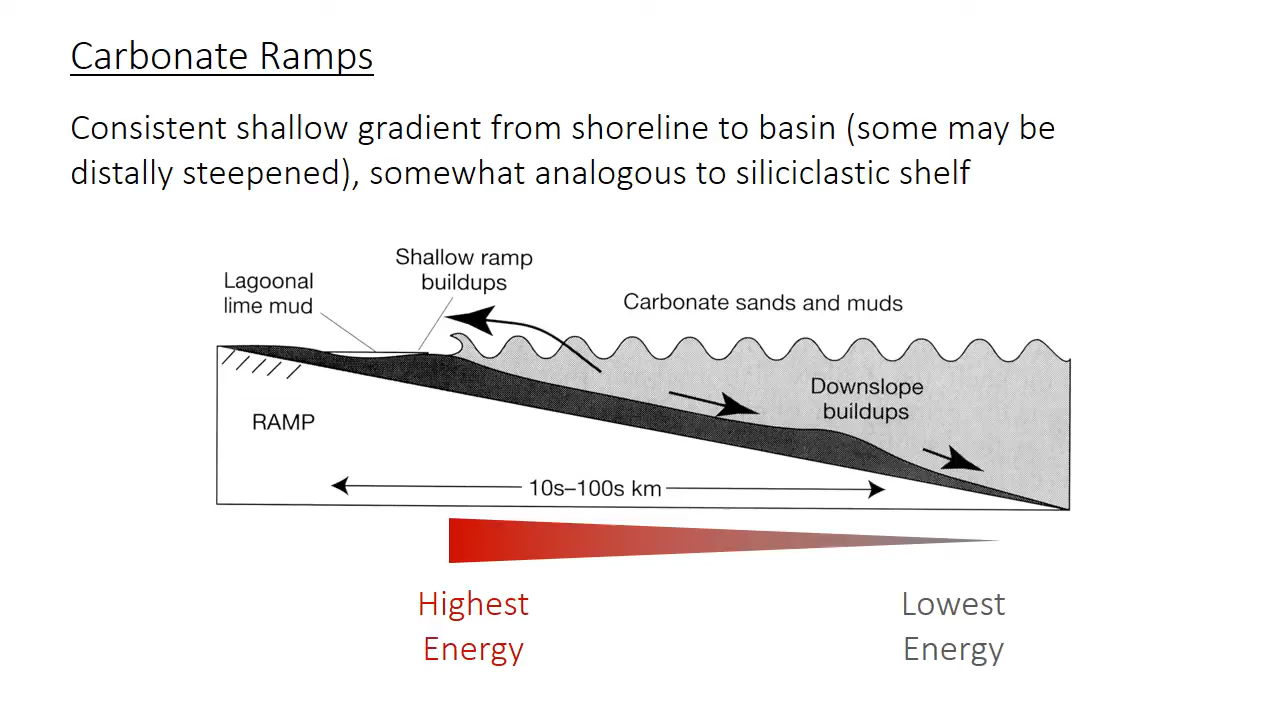 Carbonate Ramps
Consistent shallow gradient from shoreline to basin (some may be
distally steepened), somewhat analogous to siliciclastic shelf
Shallow ramp
buildups
Lagoonal
lime mud
Carbonate sands and muds
Downslope
buildups
RAMP
10s–100s km
Highest
Energy
Lowest
Energy